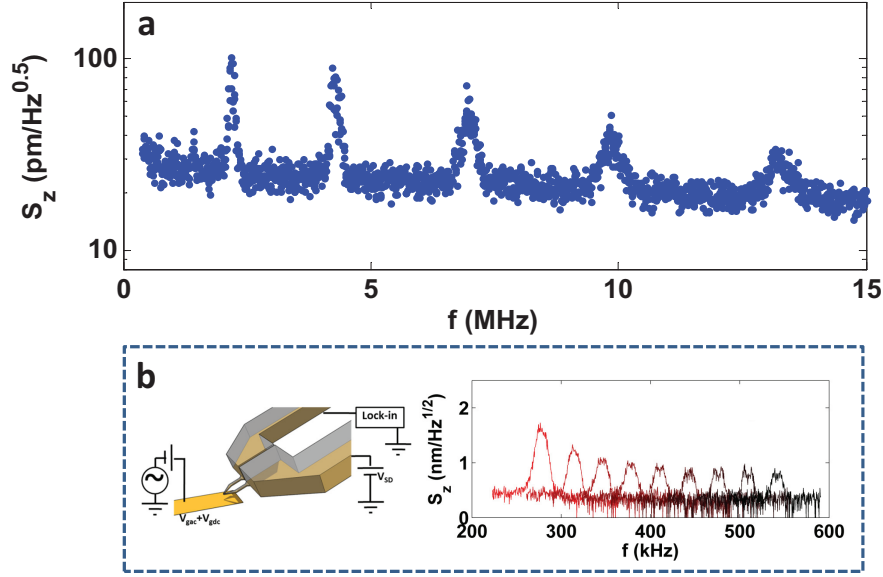 a
S_z (pm/Hz^0.5)
100
10
0
5
10
15
f (MHz)
b
Lock-in
V_SD
V_gac+V_gdc
S_z (nm/Hz^1/2)
2
1
0
200
300
400
500
600
f (kHz)